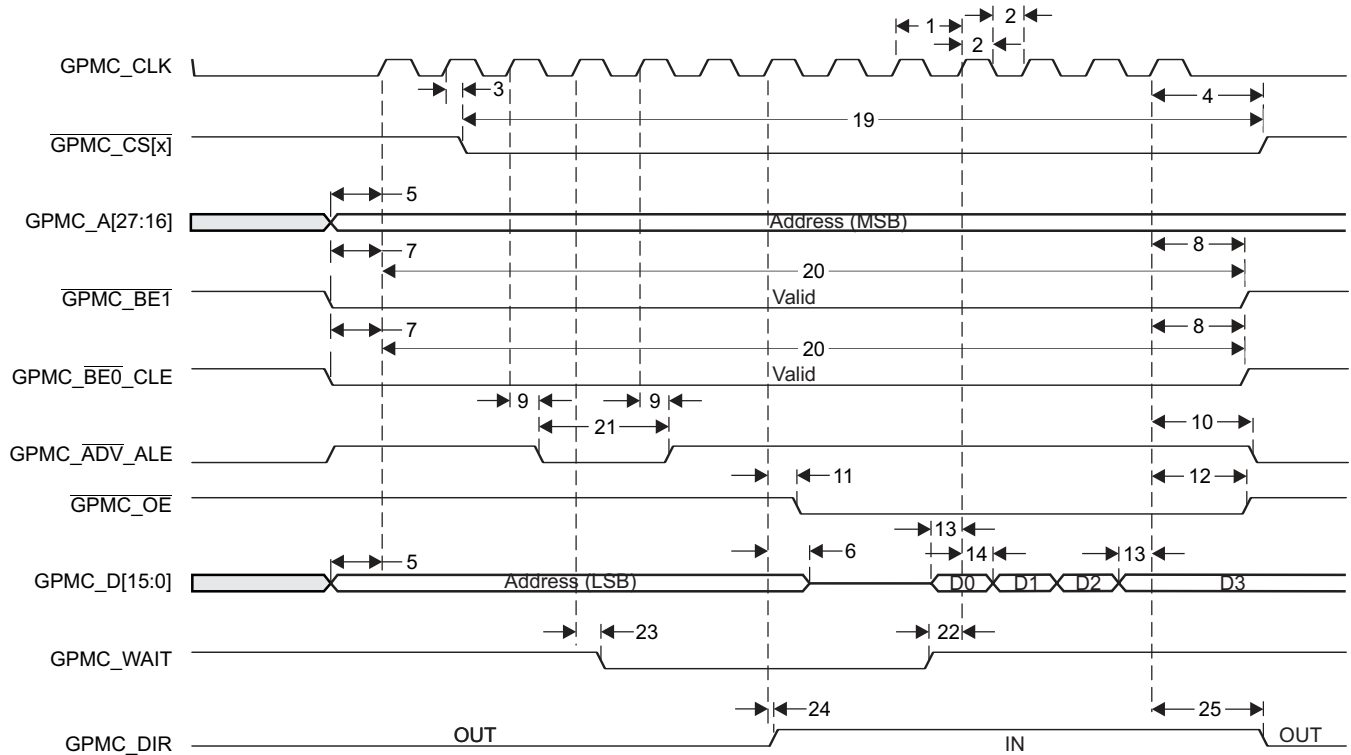 1
2
2
GPMC_CLK
3
4
19
GPMC_CS[x]
5
GPMC_A[27:16]
Address (MSB)
7
8
20
GPMC_BE1
Valid
7
8
20
GPMC_BE0_CLE
Valid
9
9
21
10
GPMC_ADV_ALE
11
12
GPMC_OE
13
6
14
13
5
GPMC_D[15:0]
Address (LSB)
D0
D1
D2
D3
23
22
GPMC_WAIT
24
25
GPMC_DIR
OUT
IN
OUT